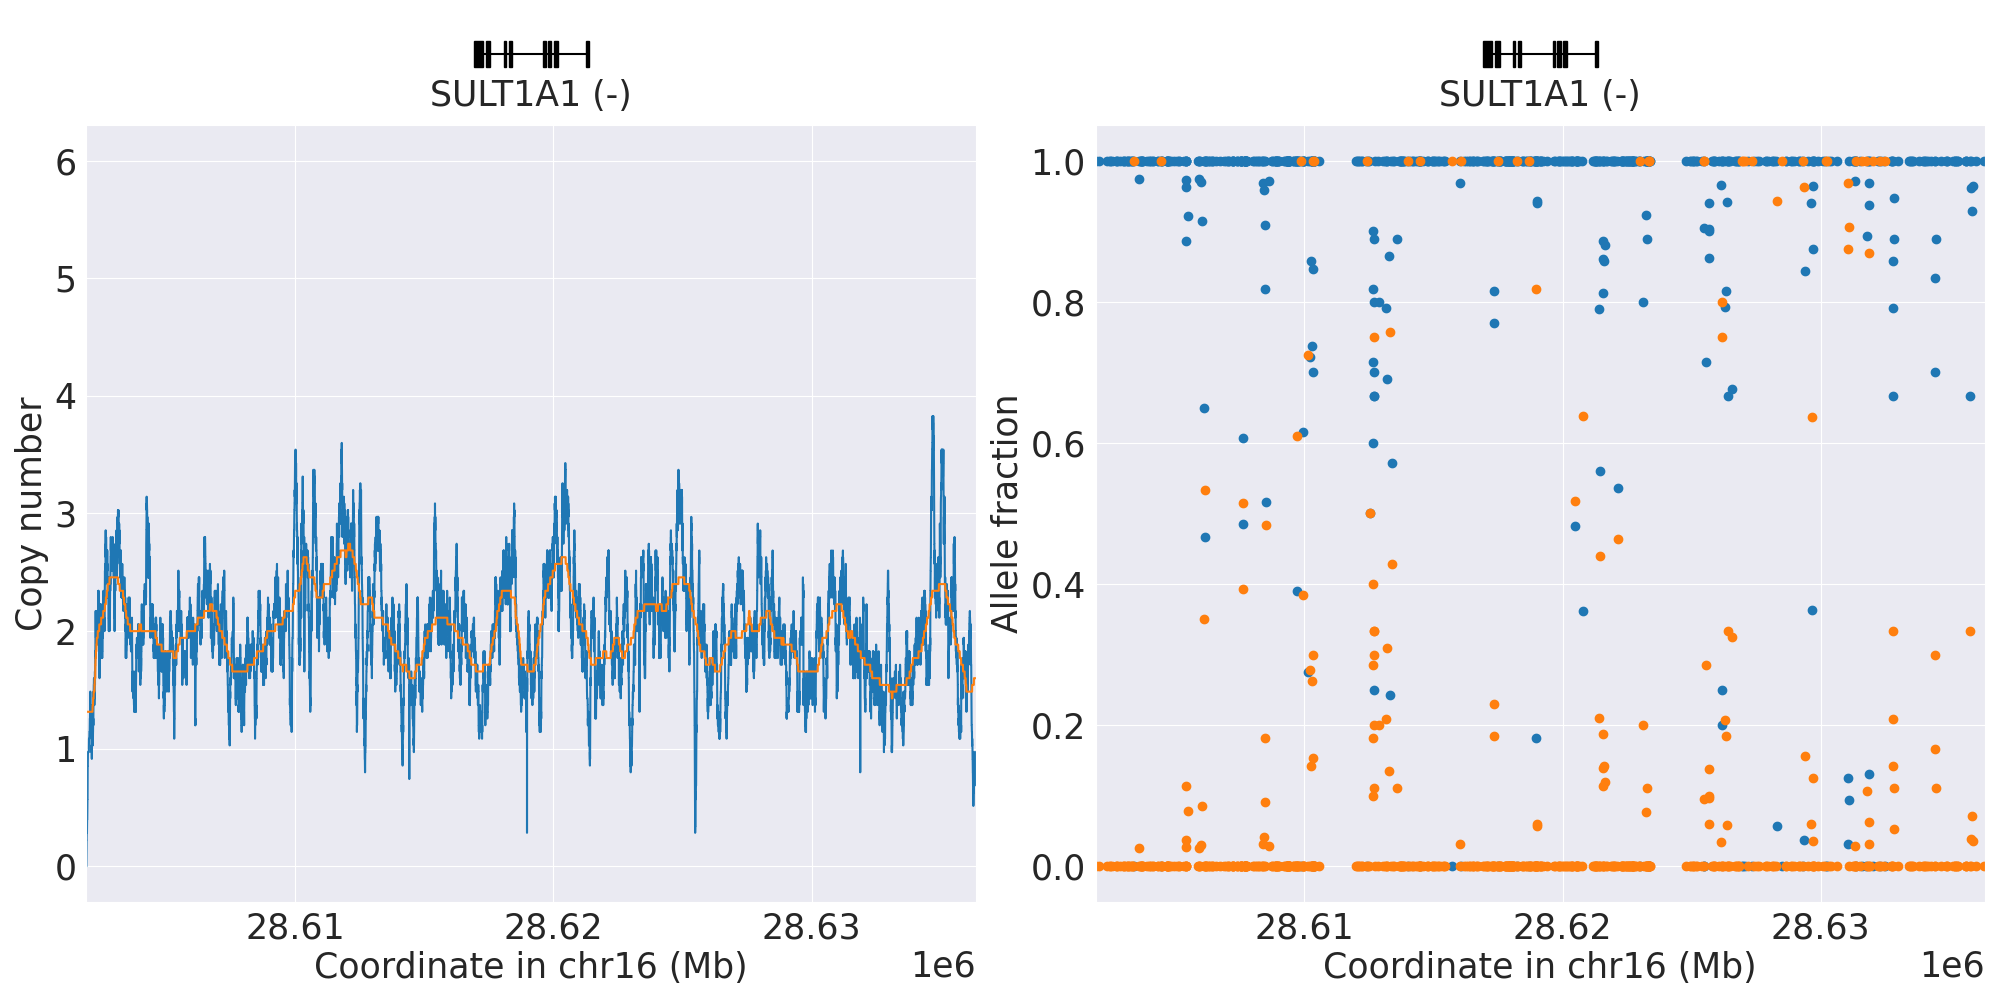 SULT1A1 (-)
SULT1A1 (-)
Copy number
6
5
4
3
2
1
0
28.61
28.62
28.63
Coordinate in chr16 (Mb)
1e6
Allele fraction
1.0
0.8
0.6
0.4
0.2
0.0
28.61
28.62
28.63
Coordinate in chr16 (Mb)
1e6